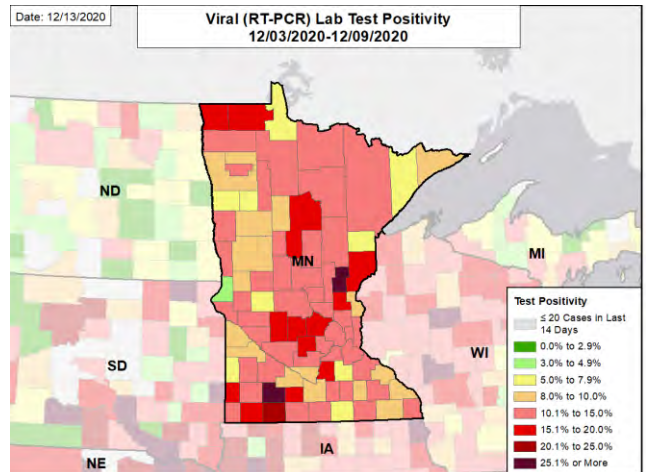 Date: 12/13/2020
Viral (RT-PCR) Lab Test Positivity
12/03/2020-12/09/2020
ND
MN
MI
SD
WI
NE
IA
Test Positivity
≤ 20 Cases in Last
14 Days
0.0% to 2.9%
3.0% to 4.9%
5.0% to 7.9%
8.0% to 10.0%
10.1% to 15.0%
15.1% to 20.0%
20.1% to 25.0%
25.1% or More